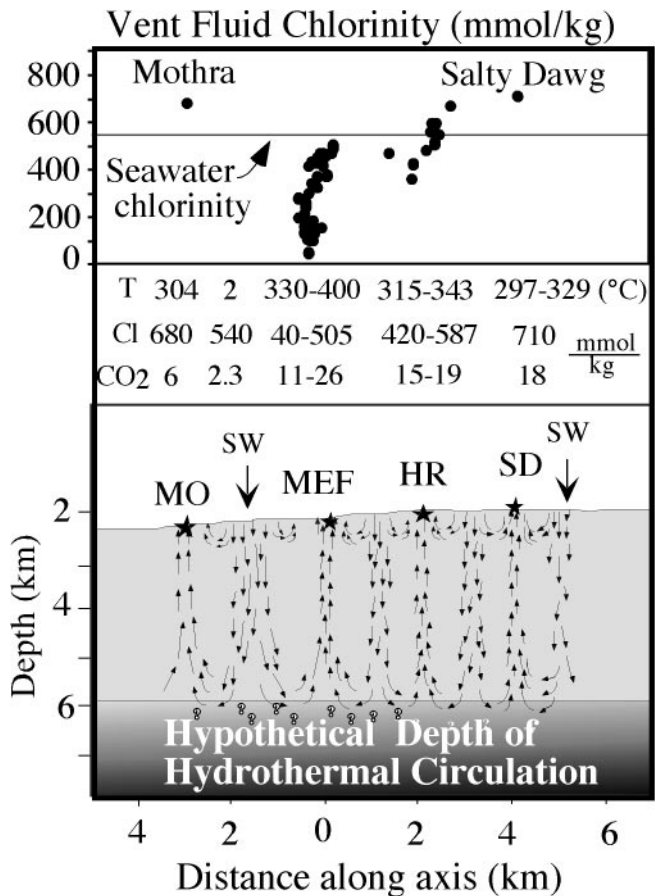 Vent Fluid Chlorinity (mmol/kg)
800
600
400
200
0
Mothra
Salty Dawg
Seawater
chlorinity
T 304 2 330-400 315-343 297-329 (°C)
Cl 680 540 40-505 420-587 710 mmol
kg
CO2 6 2.3 11-26 15-19 18
SW
SW
MO
MEF
HR
SD
Depth (km)
2
4
6
?
?
?
?
?
?
?
?
?
Hypothetical Depth of
Hydrothermal Circulation
4 2 0 2 4 6
Distance along axis (km)